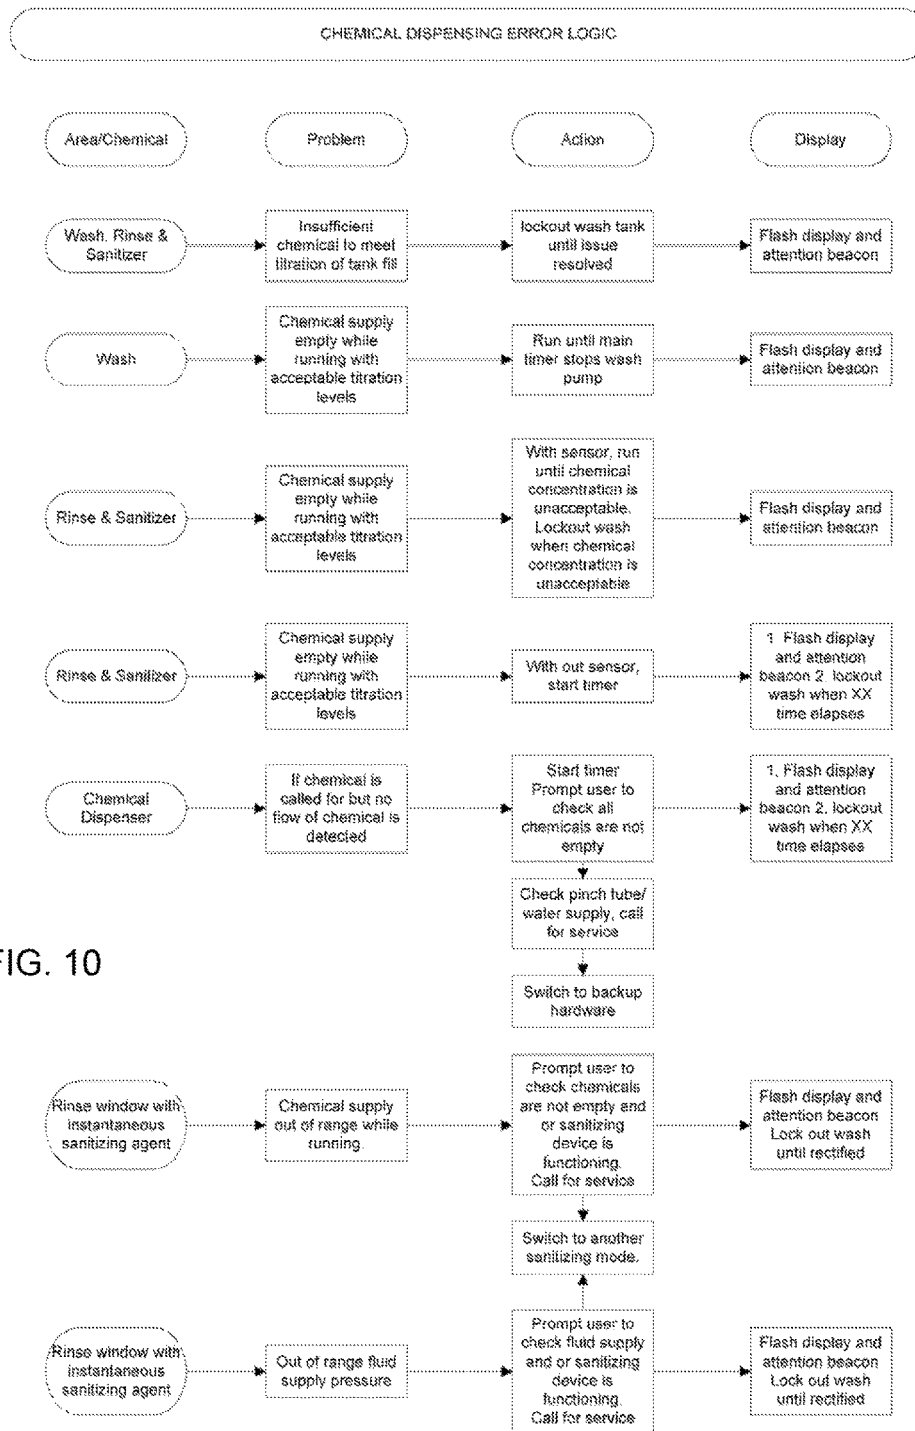 CHEMICAL DISPENSING ERROR LOGIC
Area/Chemical
Problem
Action
Display
Wash, Rinse &
Sanitizer
Insufficient
chemical to meet
titration of tank fill
lockout wash tank
until issue
resolved
Flash display and
attention beacon
Wash
Chemical supply
empty while
running with
acceptable titration
levels
Run until main
timer stops wash
pump
Flash display and
attention beacon
Rinse & Sanitizer
Chemical supply
empty while
running with
acceptable titration
levels
With sensor, run
until chemical
concentration is
unacceptable.
Lockout wash
when chemical
concentration is
unacceptable
Flash display and
attention beacon
Rinse & Sanitizer
Chemical supply
empty while
running with
acceptable titration
levels
With out sensor,
start timer
1. Flash display
and attention
beacon 2. lockout
wash when XX
time elapses
Chemical
Dispenser
If chemical is
called for but no
flow of chemical is
detected
Start timer
Prompt user to
check all
chemicals are not
empty
1. Flash display
and attention
beacon 2. lockout
wash when XX
time elapses
Check pinch tube/
water supply, call
for service
FIG. 10
Switch to backup
hardware
Rinse window with
instantaneous
sanitizing agent
Chemical supply
out of range while
running.
Prompt user to
check chemicals
are not empty and
or sanitizing
device is
functioning.
Call for service
Flash display and
attention beacon
Lock out wash
until rectified
Switch to another
sanitizing mode.
Rinse window with
instantaneous
sanitizing agent
Out of range fluid
supply pressure
Prompt user to
check fluid supply
and or sanitizing
device is
functioning.
Call for service
Flash display and
attention beacon
Lock out wash
until rectified